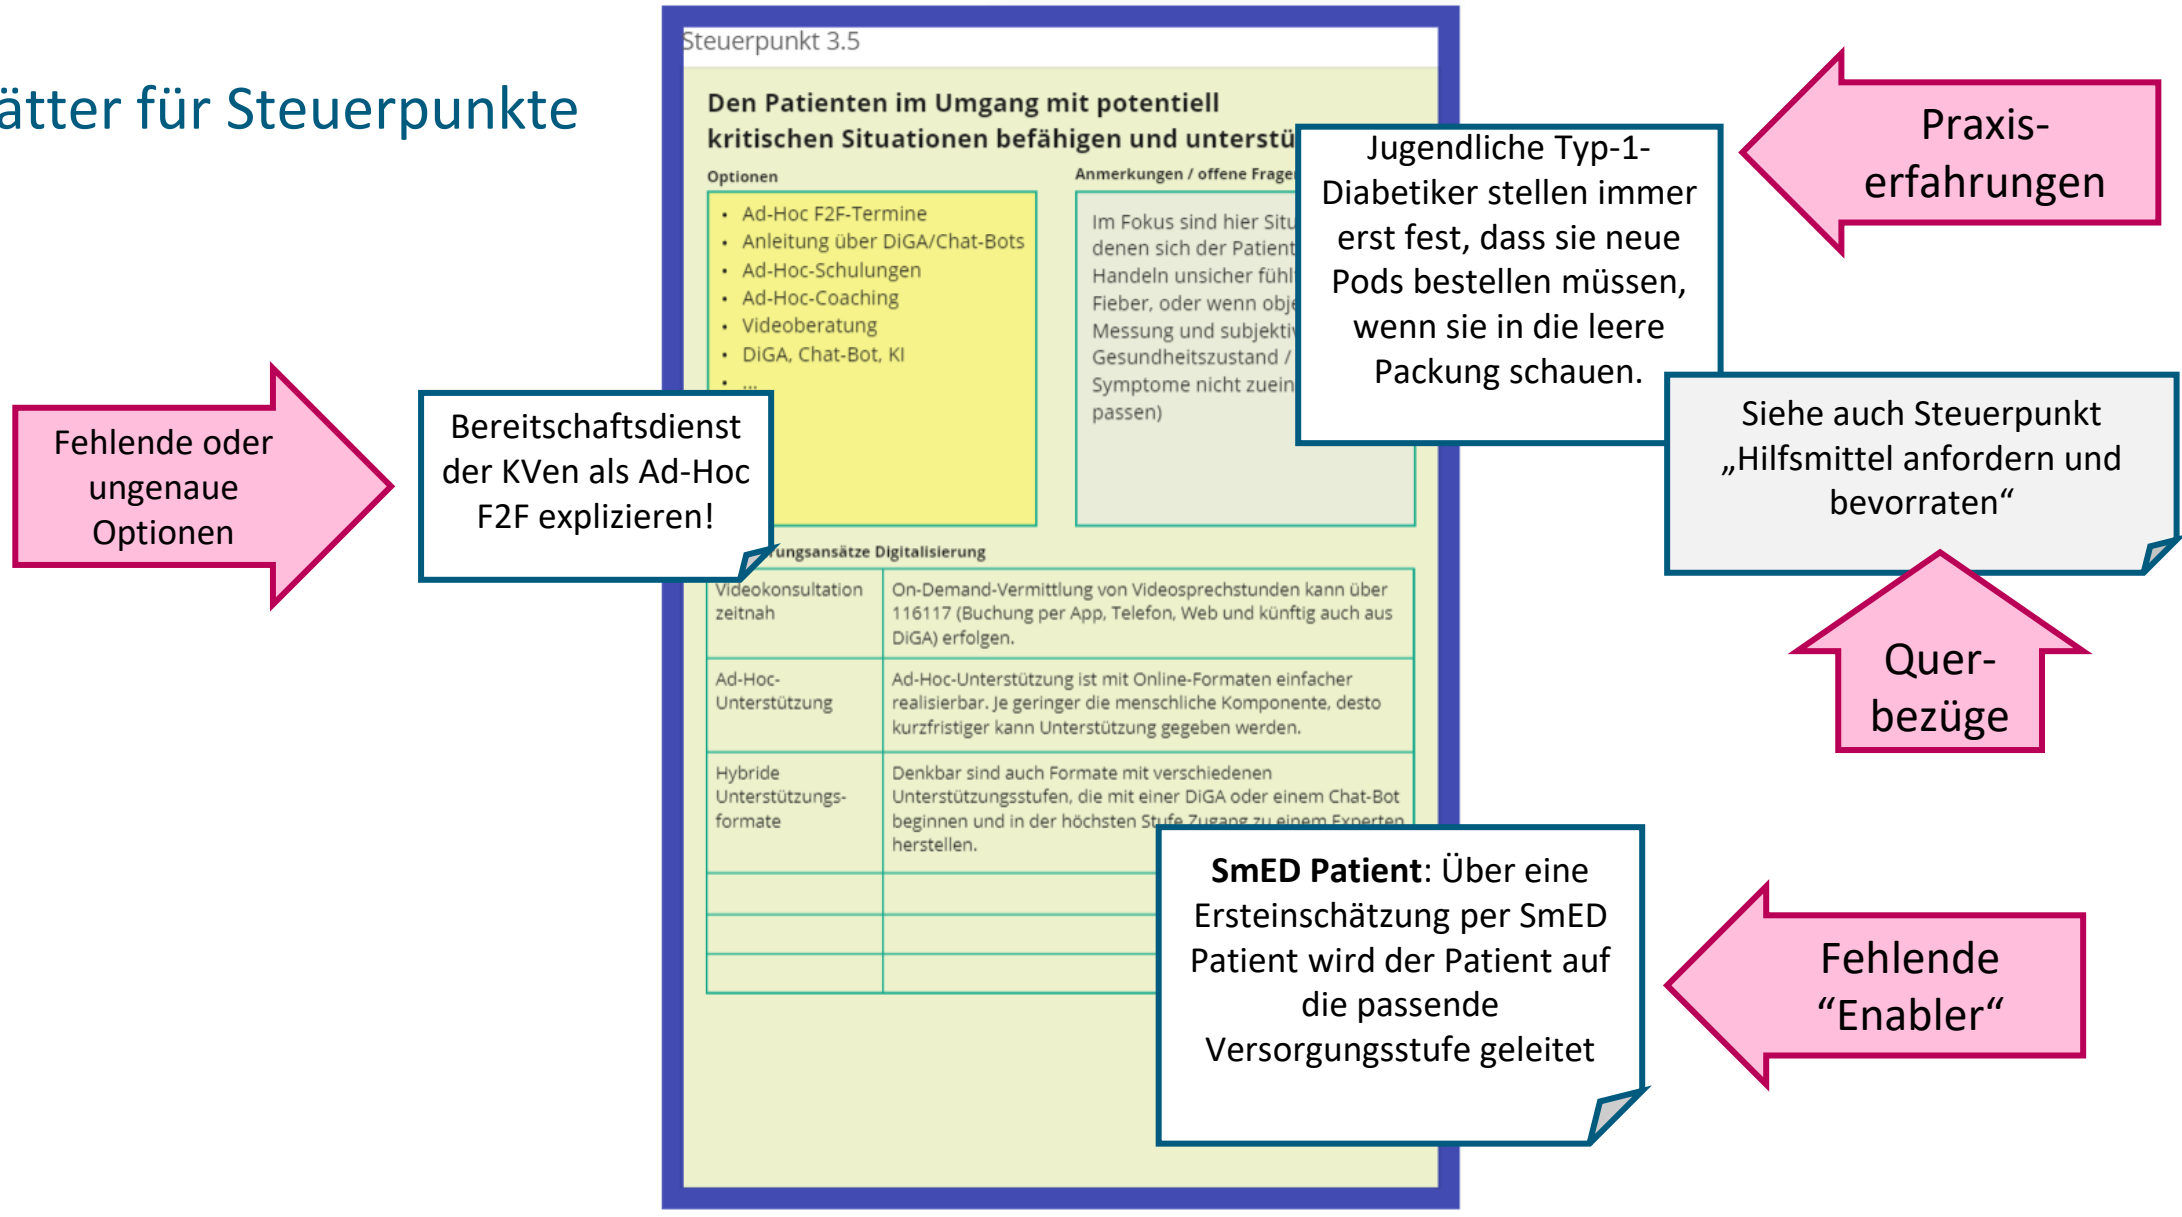 ätter für Steuerpunkte
Steuerpunkt 3.5
Den Patienten im Umgang mit potentiell
kritischen Situationen befähigen und unterstü
Optionen
• Ad-Hoc F2F-Termine
• Anleitung über DiGA/Chat-Bots
• Ad-Hoc-Schulungen
• Ad-Hoc-Coaching
• Videoberatung
• DiGA, Chat-Bot, KI
• ...
Anmerkungen / offene Fragen
Im Fokus sind hier Situ
denen sich der Patient
Handeln unsicher fühl
Fieber, oder wenn obje
Messung und subjektiv
Gesundheitszustand /
Symptome nicht zuein
passen)
Jugendliche Typ-1-
Diabetiker stellen immer
erst fest, dass sie neue
Pods bestellen müssen,
wenn sie in die leere
Packung schauen.
Praxis-
erfahrungen
Siehe auch Steuerpunkt
„Hilfsmittel anfordern und
bevorraten“
Quer-
bezüge
Fehlende oder
ungenaue
Optionen
Bereitschaftsdienst
der KVen als Ad-Hoc
F2F explizieren!
rungsansätze Digitalisierung
Videokonsultation
zeitnah
On-Demand-Vermittlung von Videosprechstunden kann über
116117 (Buchung per App, Telefon, Web und künftig auch aus
DiGA) erfolgen.
Ad-Hoc-
Unterstützung
Ad-Hoc-Unterstützung ist mit Online-Formaten einfacher
realisierbar. Je geringer die menschliche Komponente, desto
kurzfristiger kann Unterstützung gegeben werden.
Hybride
Unterstützungs-
formate
Denkbar sind auch Formate mit verschiedenen
Unterstützungsstufen, die mit einer DiGA oder einem Chat-Bot
beginnen und in der höchsten Stufe Zugang zu einem Experten
herstellen.
SmED Patient: Über eine
Ersteinschätzung per SmED
Patient wird der Patient auf
die passende
Versorgungsstufe geleitet
Fehlende
“Enabler“